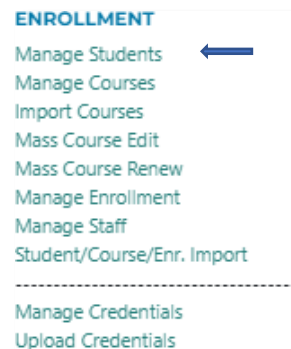 ENROLLMENT
Manage Students
Manage Courses
Import Courses
Mass Course Edit
Mass Course Renew
Manage Enrollment
Manage Staff
Student/Course/Enr. Import
------------------------------------
Manage Credentials
Upload Credentials